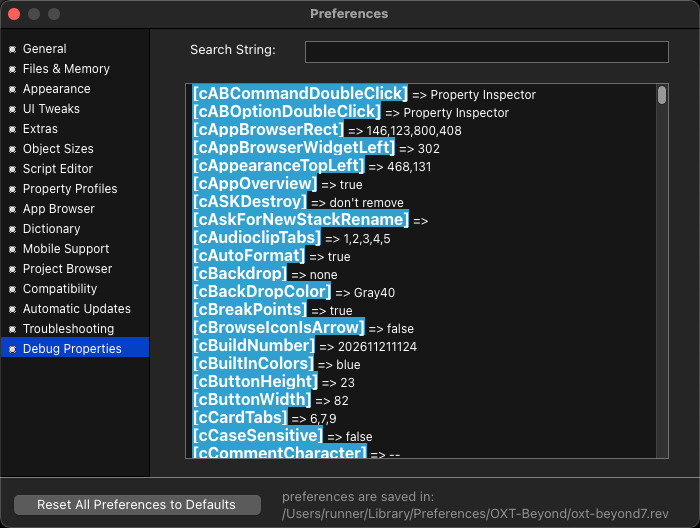 Preferences
General
Files & Memory
Appearance
UI Tweaks
Extras
Object Sizes
Script Editor
Property Profiles
App Browser
Dictionary
Mobile Support
Project Browser
Compatibility
Automatic Updates
Troubleshooting
Debug Properties
Search String:
[cABCommandDoubleClick] => Property Inspector
[cABOptionDoubleClick] => Property Inspector
[cAppBrowserRect] => 146,123,800,408
[cAppBrowserWidgetLeft] => 302
[cAppearanceTopLeft] => 468,131
[cAppOverview] => true
[cASKDestroy] => don't remove
[cAskForNewStackRename] =>
[cAudioclipTabs] => 1,2,3,4,5
[cAutoFormat] => true
[cBackdrop] => none
[cBackDropColor] => Gray40
[cBreakPoints] => true
[cBrowseIconIsArrow] => false
[cBuildNumber] => 202611211124
[cBuiltInColors] => blue
[cButtonHeight] => 23
[cButtonWidth] => 82
[cCardTabs] => 6,7,9
[cCaseSensitive] => false
[cCommentCharacter] => --
Reset All Preferences to Defaults
preferences are saved in:
/Users/runner/Library/Preferences/OXT-Beyond/oxt-beyond7.rev